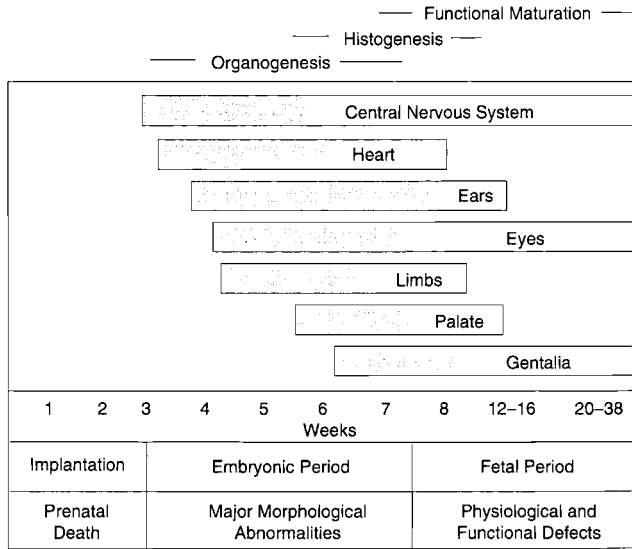 Functional Maturation
Histogenesis
Organogenesis
Central Nervous System
Heart
Ears
Eyes
Limbs
Palate
Gentalia
1 2 3 4 5 6 7 8 12–16 20–38
Weeks
Implantation Embryonic Period Fetal Period
Prenatal Major Morphological Physiological and
Death Abnormalities Functional Defects